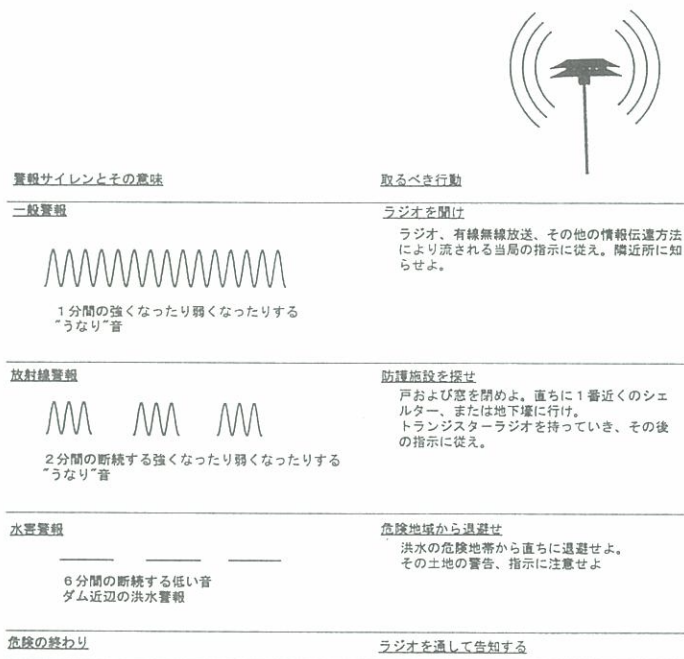 警報サイレンとその意味
取るべき行動
一般警報
ラジオを聞け
ラジオ、有線無線放送、その他の情報伝達方法
により流される当局の指示に従え。隣近所に知
らせよ。
1分間の強くなったり弱くなったりする
"うなり"音
放射線警報
防護施設を探せ
戸および窓を閉めよ。直ちに1番近くのシェ
ルター、または地下壕に行け。
トランジスターラジオを持っていき、その後
の指示に従え。
2分間の断続する強くなったり弱くなったりする
"うなり"音
水害警報
危険地域から退避せ
洪水の危険地帯から直ちに退避せよ。
その土地の警告、指示に注意せよ
6分間の断続する低い音
ダム近辺の洪水警報
危険の終わり
ラジオを通して告知する